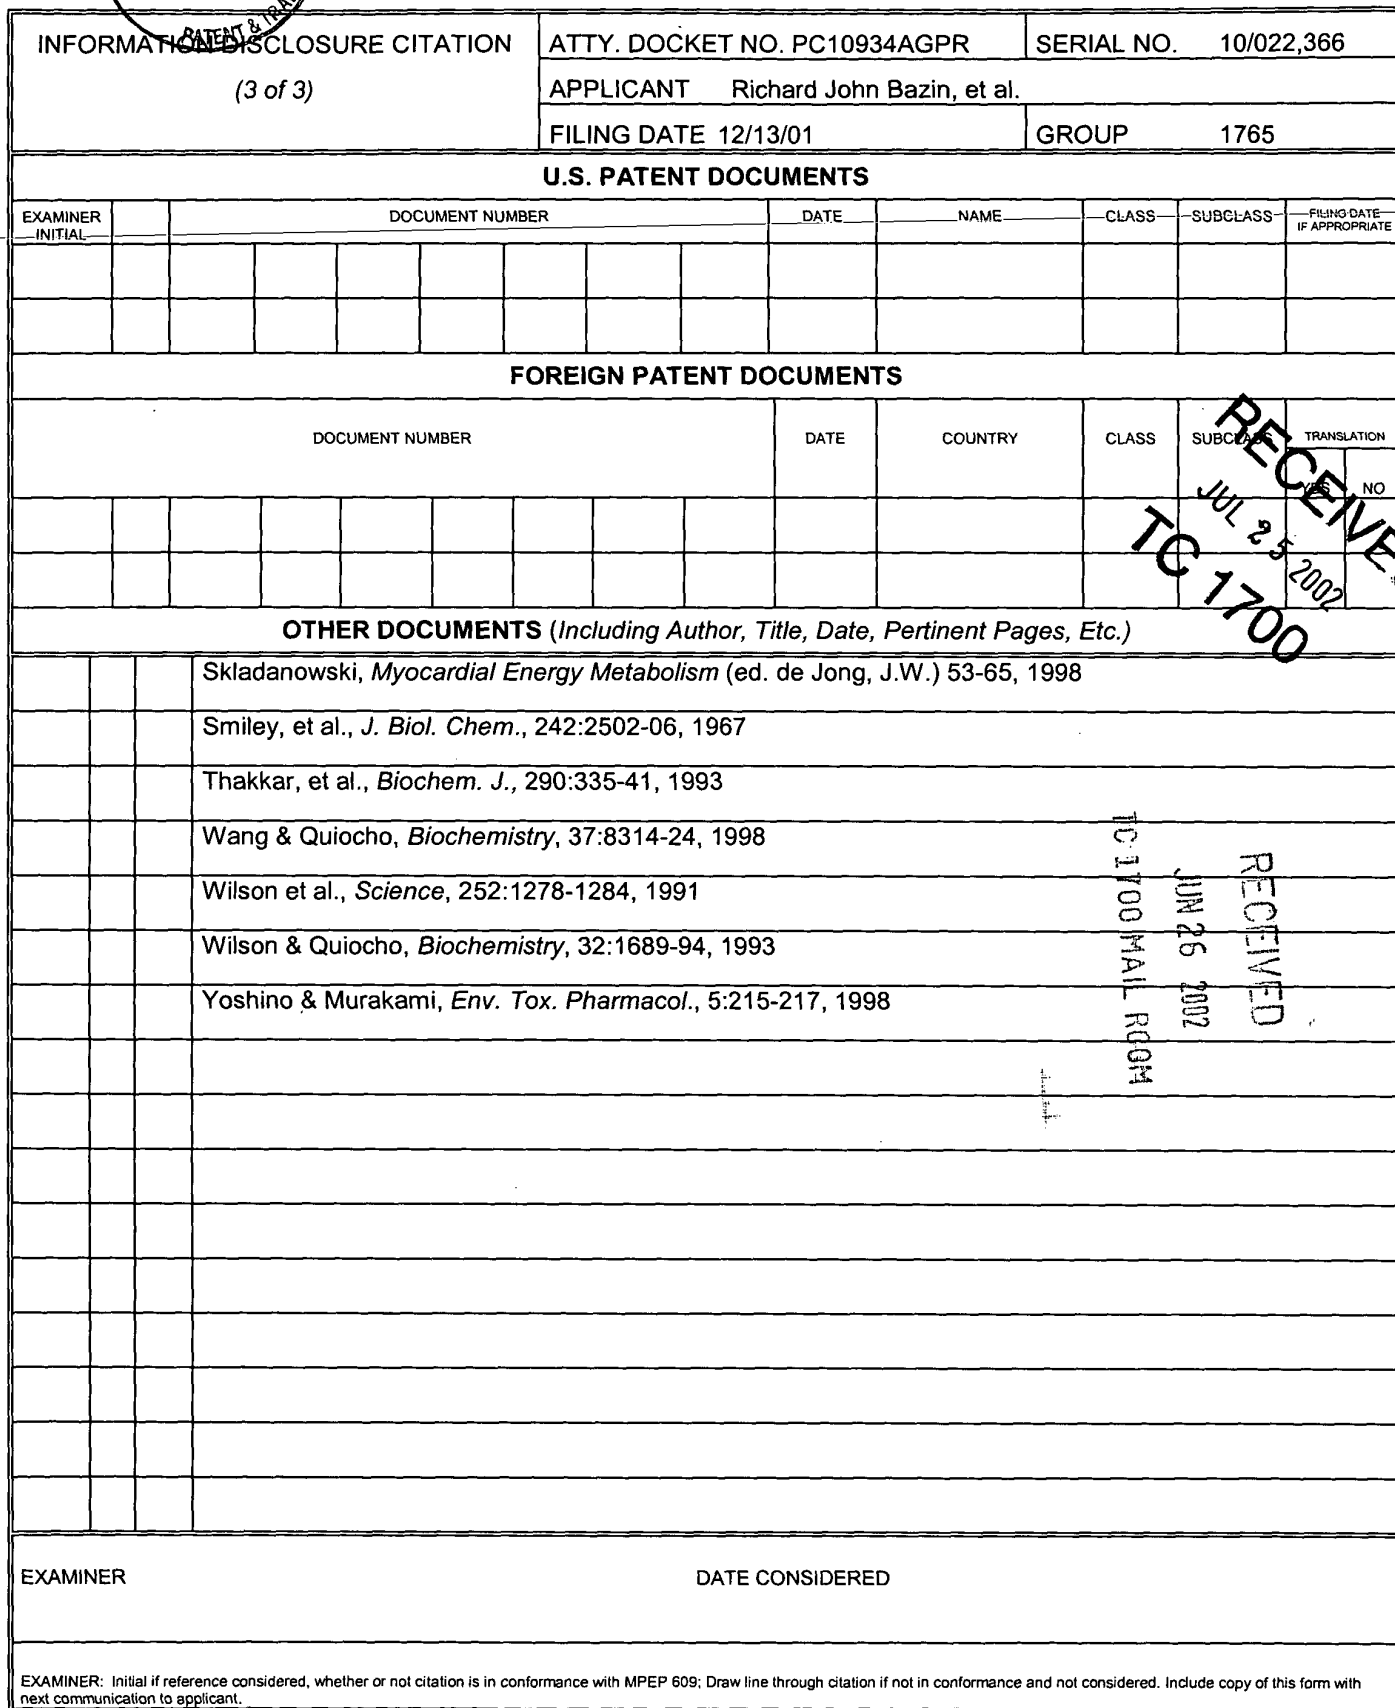 PATENT &
INFORMATION DISCLOSURE CITATION
(3 of 3)
ATTY. DOCKET NO. PC10934AGPR
SERIAL NO. 10/022,366
APPLICANT Richard John Bazin, et al.
FILING DATE 12/13/01
GROUP 1765
U.S. PATENT DOCUMENTS
EXAMINER
INITIAL
DOCUMENT NUMBER
DATE
NAME
CLASS
SUBCLASS
FILING DATE
IF APPROPRIATE
FOREIGN PATENT DOCUMENTS
DOCUMENT NUMBER
DATE
COUNTRY
CLASS
SUBCLASS
TRANSLATION
YES
NO
RECEIVE
JUL 25 2002
TC 1700
OTHER DOCUMENTS (Including Author, Title, Date, Pertinent Pages, Etc.)
Skladanowski, Myocardial Energy Metabolism (ed. de Jong, J.W.) 53-65, 1998
Smiley, et al., J. Biol. Chem., 242:2502-06, 1967
Thakkar, et al., Biochem. J., 290:335-41, 1993
Wang & Quiocho, Biochemistry, 37:8314-24, 1998
Wilson et al., Science, 252:1278-1284, 1991
Wilson & Quiocho, Biochemistry, 32:1689-94, 1993
Yoshino & Murakami, Env. Tox. Pharmacol., 5:215-217, 1998
RECEIVED
JUN 26 2002
TC 1700 MAIL ROOM
EXAMINER
DATE CONSIDERED
EXAMINER: Initial if reference considered, whether or not citation is in conformance with MPEP 609; Draw line through citation if not in conformance and not considered. Include copy of this form with
next communication to applicant.